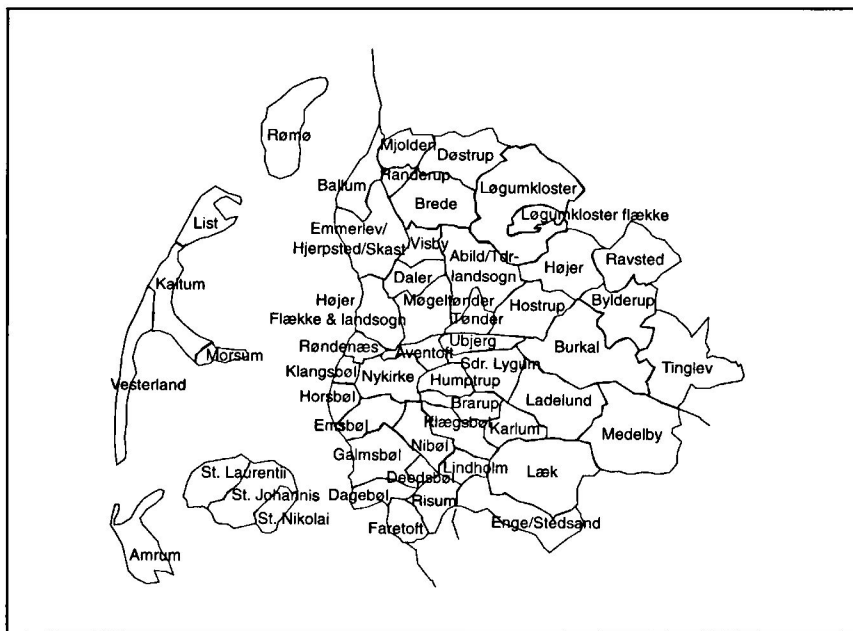 Rømø
Mjolden
Døstrup
Randerup
Ballum
Løgumkloster
Brede
List
Løgumkloster flække
Emmerlev/
Hjerpsted/Skast
Visby
Abild/Tdr-
landsogn
Højer
Ravsted
Daler
Kaitum
Højer
Flække & landsogn
Møgeltønder
Hostrup
Bylderup
Tønder
Røndenæs
Aventoft
Ubjerg
Burkal
Morsum
Sdr. Lygum
Tinglev
Klangsbøl
Nykirke
Humptrup
Vesterland
Horsbøl
Brarup
Ladelund
Emsbøl
Klægsbøl
Karlum
Medelby
Galmsbøl
Nibøl
Lindholm
St. Laurentii
Læk
Deedsbøl
St. Johannis
Dagebøl
Risum
St. Nikolai
Enge/Stedsand
Faretoft
Amrum